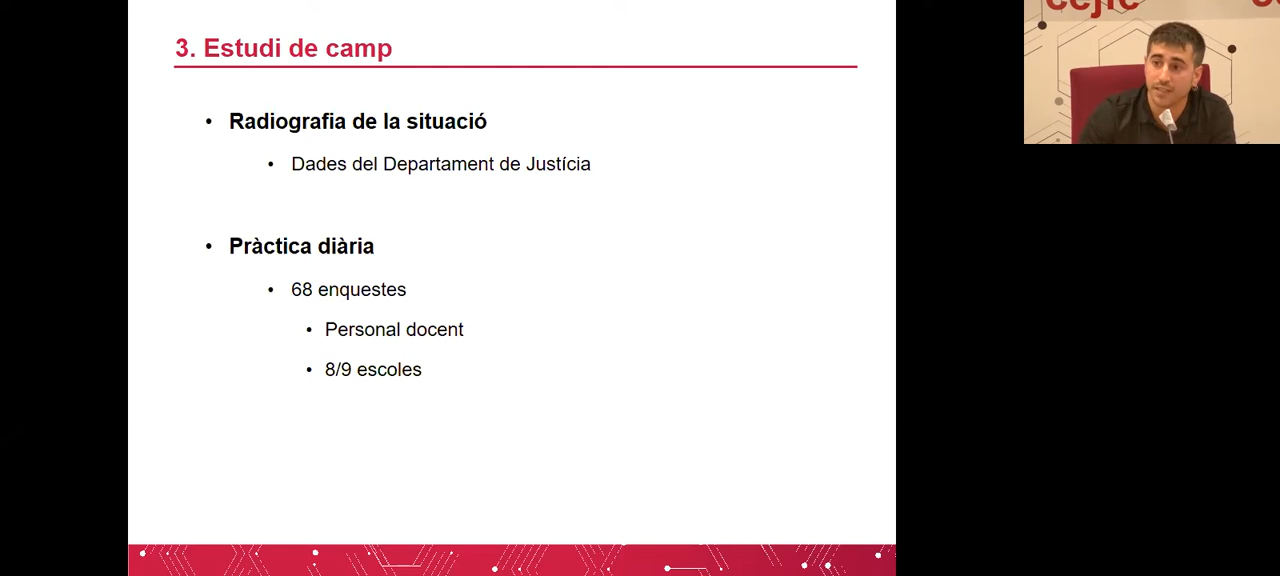 3. Estudi de camp
• Radiografia de la situació
• Dades del Departament de Justícia
• Pràctica diària
• 68 enquestes
• Personal docent
• 8/9 escoles
cejfe